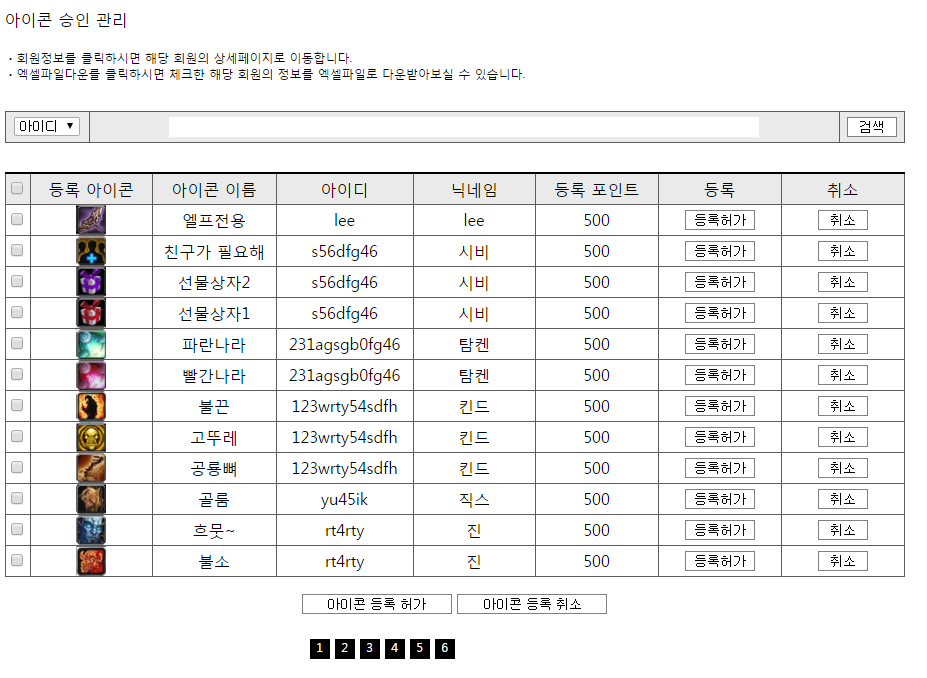 아이콘 승인 관리
· 회원정보를 클릭하시면 해당 회원의 상세페이지로 이동합니다.
· 엑셀파일다운를 클릭하시면 체크한 해당 회원의 정보를 엑셀파일로 다운받아보실 수 있습니다.
아이디 ▼ 검색
등록 아이콘 아이콘 이름 아이디 닉네임 등록 포인트 등록 취소
엘프전용 lee lee 500 등록허가 취소
친구가 필요해 s56dfg46 시비 500 등록허가 취소
선물상자2 s56dfg46 시비 500 등록허가 취소
선물상자1 s56dfg46 시비 500 등록허가 취소
파란나라 231agsgb0fg46 탐켄 500 등록허가 취소
빨간나라 231agsgb0fg46 탐켄 500 등록허가 취소
불끈 123wrty54sdfh 킨드 500 등록허가 취소
고뚜레 123wrty54sdfh 킨드 500 등록허가 취소
공룡뼈 123wrty54sdfh 킨드 500 등록허가 취소
골룸 yu45ik 직스 500 등록허가 취소
흐뭇~ rt4rty 진 500 등록허가 취소
불소 rt4rty 진 500 등록허가 취소
아이콘 등록 허가 아이콘 등록 취소
1 2 3 4 5 6